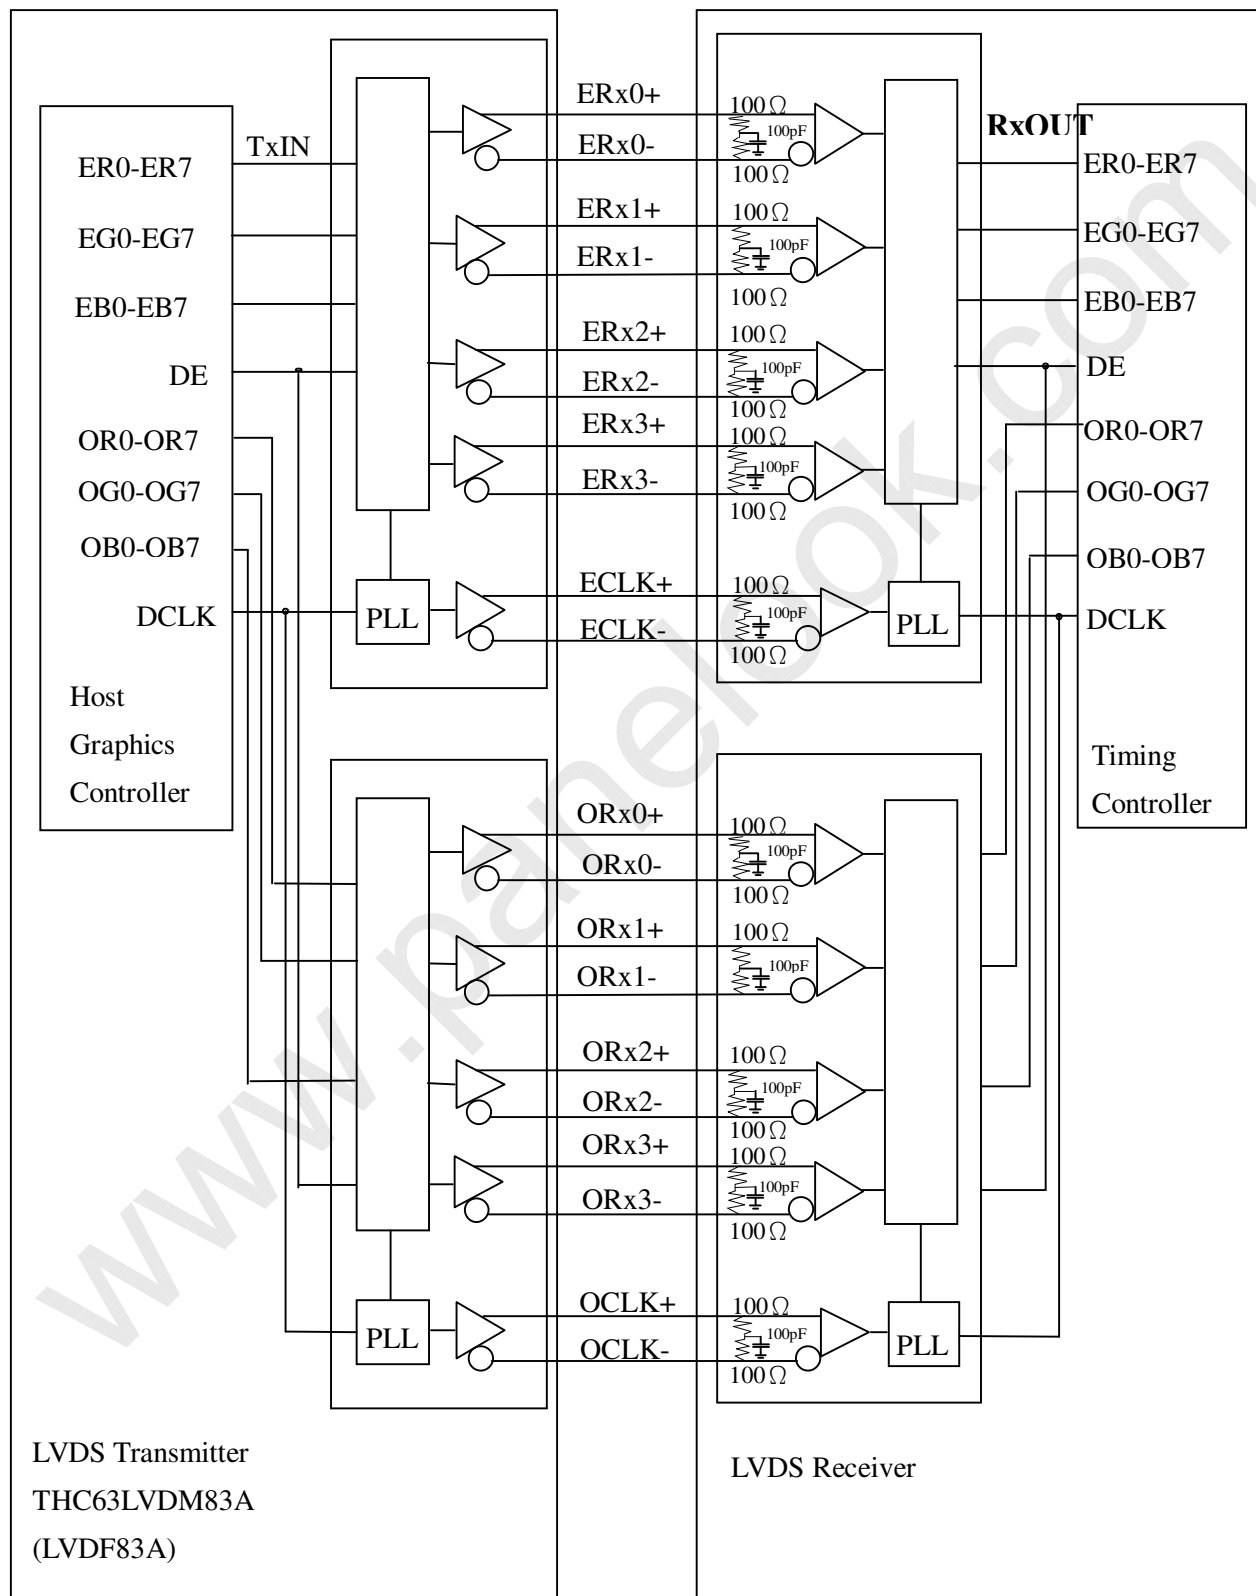 ERx0+
100Ω
RxOUT
TxIN
100pF
ERx0-
ER0-ER7
100Ω
ER0-ER7
ERx1+
100Ω
EG0-EG7
100pF
EG0-EG7
ERx1-
EB0-EB7
100Ω
EB0-EB7
ERx2+
100Ω
DE
100pF
DE
ERx2-
100Ω
ERx3+
100Ω
OR0-OR7
100pF
OR0-OR7
ERx3-
OG0-OG7
100Ω
OG0-OG7
OB0-OB7
OB0-OB7
ECLK+
100Ω
DCLK
PLL
100pF
PLL
DCLK
ECLK-
100Ω
Host
Graphics
Controller
Timing
Controller
ORx0+
100Ω
100pF
ORx0-
100Ω
ORx1+
100Ω
100pF
ORx1-
ORx2+
100Ω
100pF
ORx2-
100Ω
ORx3+
100Ω
100pF
ORx3-
100Ω
OCLK+
100Ω
PLL
100pF
PLL
OCLK-
100Ω
LVDS Transmitter
THC63LVDM83A
(LVDF83A)
LVDS Receiver
www.panelook.com